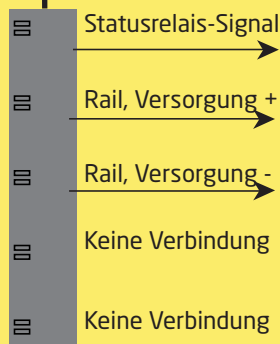 Statusrelais-Signal
Rail, Versorgung +
Rail, Versorgung -
Keine Verbindung
Keine Verbindung